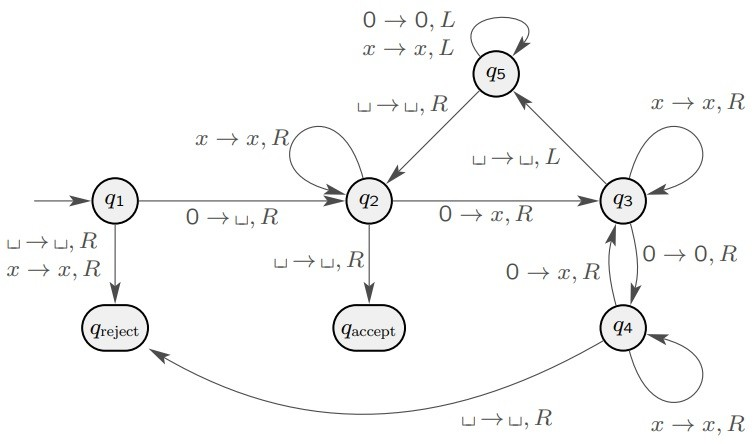 0 → 0, L
x → x, L
q5
␣ → ␣, R
x → x, R
x → x, R
␣ → ␣, L
q1
q2
q3
0 → ␣, R
0 → x, R
␣ → ␣, R
x → x, R
␣ → ␣, R
0 → x, R
0 → 0, R
qreject
qaccept
q4
␣ → ␣, R
x → x, R